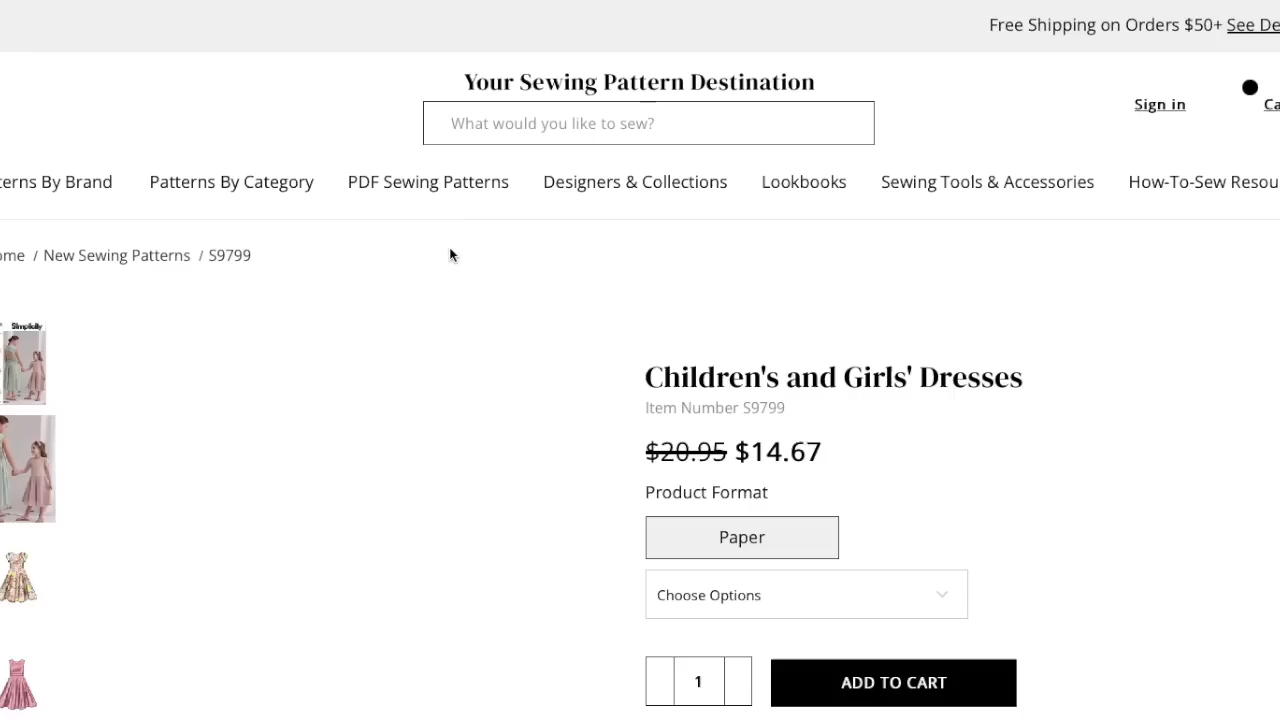 Free Shipping on Orders $50+ See De
Your Sewing Pattern Destination
What would you like to sew?
Sign in
Ca
terns By Brand
Patterns By Category
PDF Sewing Patterns
Designers & Collections
Lookbooks
Sewing Tools & Accessories
How-To-Sew Resou
ome / New Sewing Patterns / S9799
Simplicity
Children's and Girls' Dresses
Item Number S9799
$20.95 $14.67
Product Format
Paper
Choose Options
1
ADD TO CART